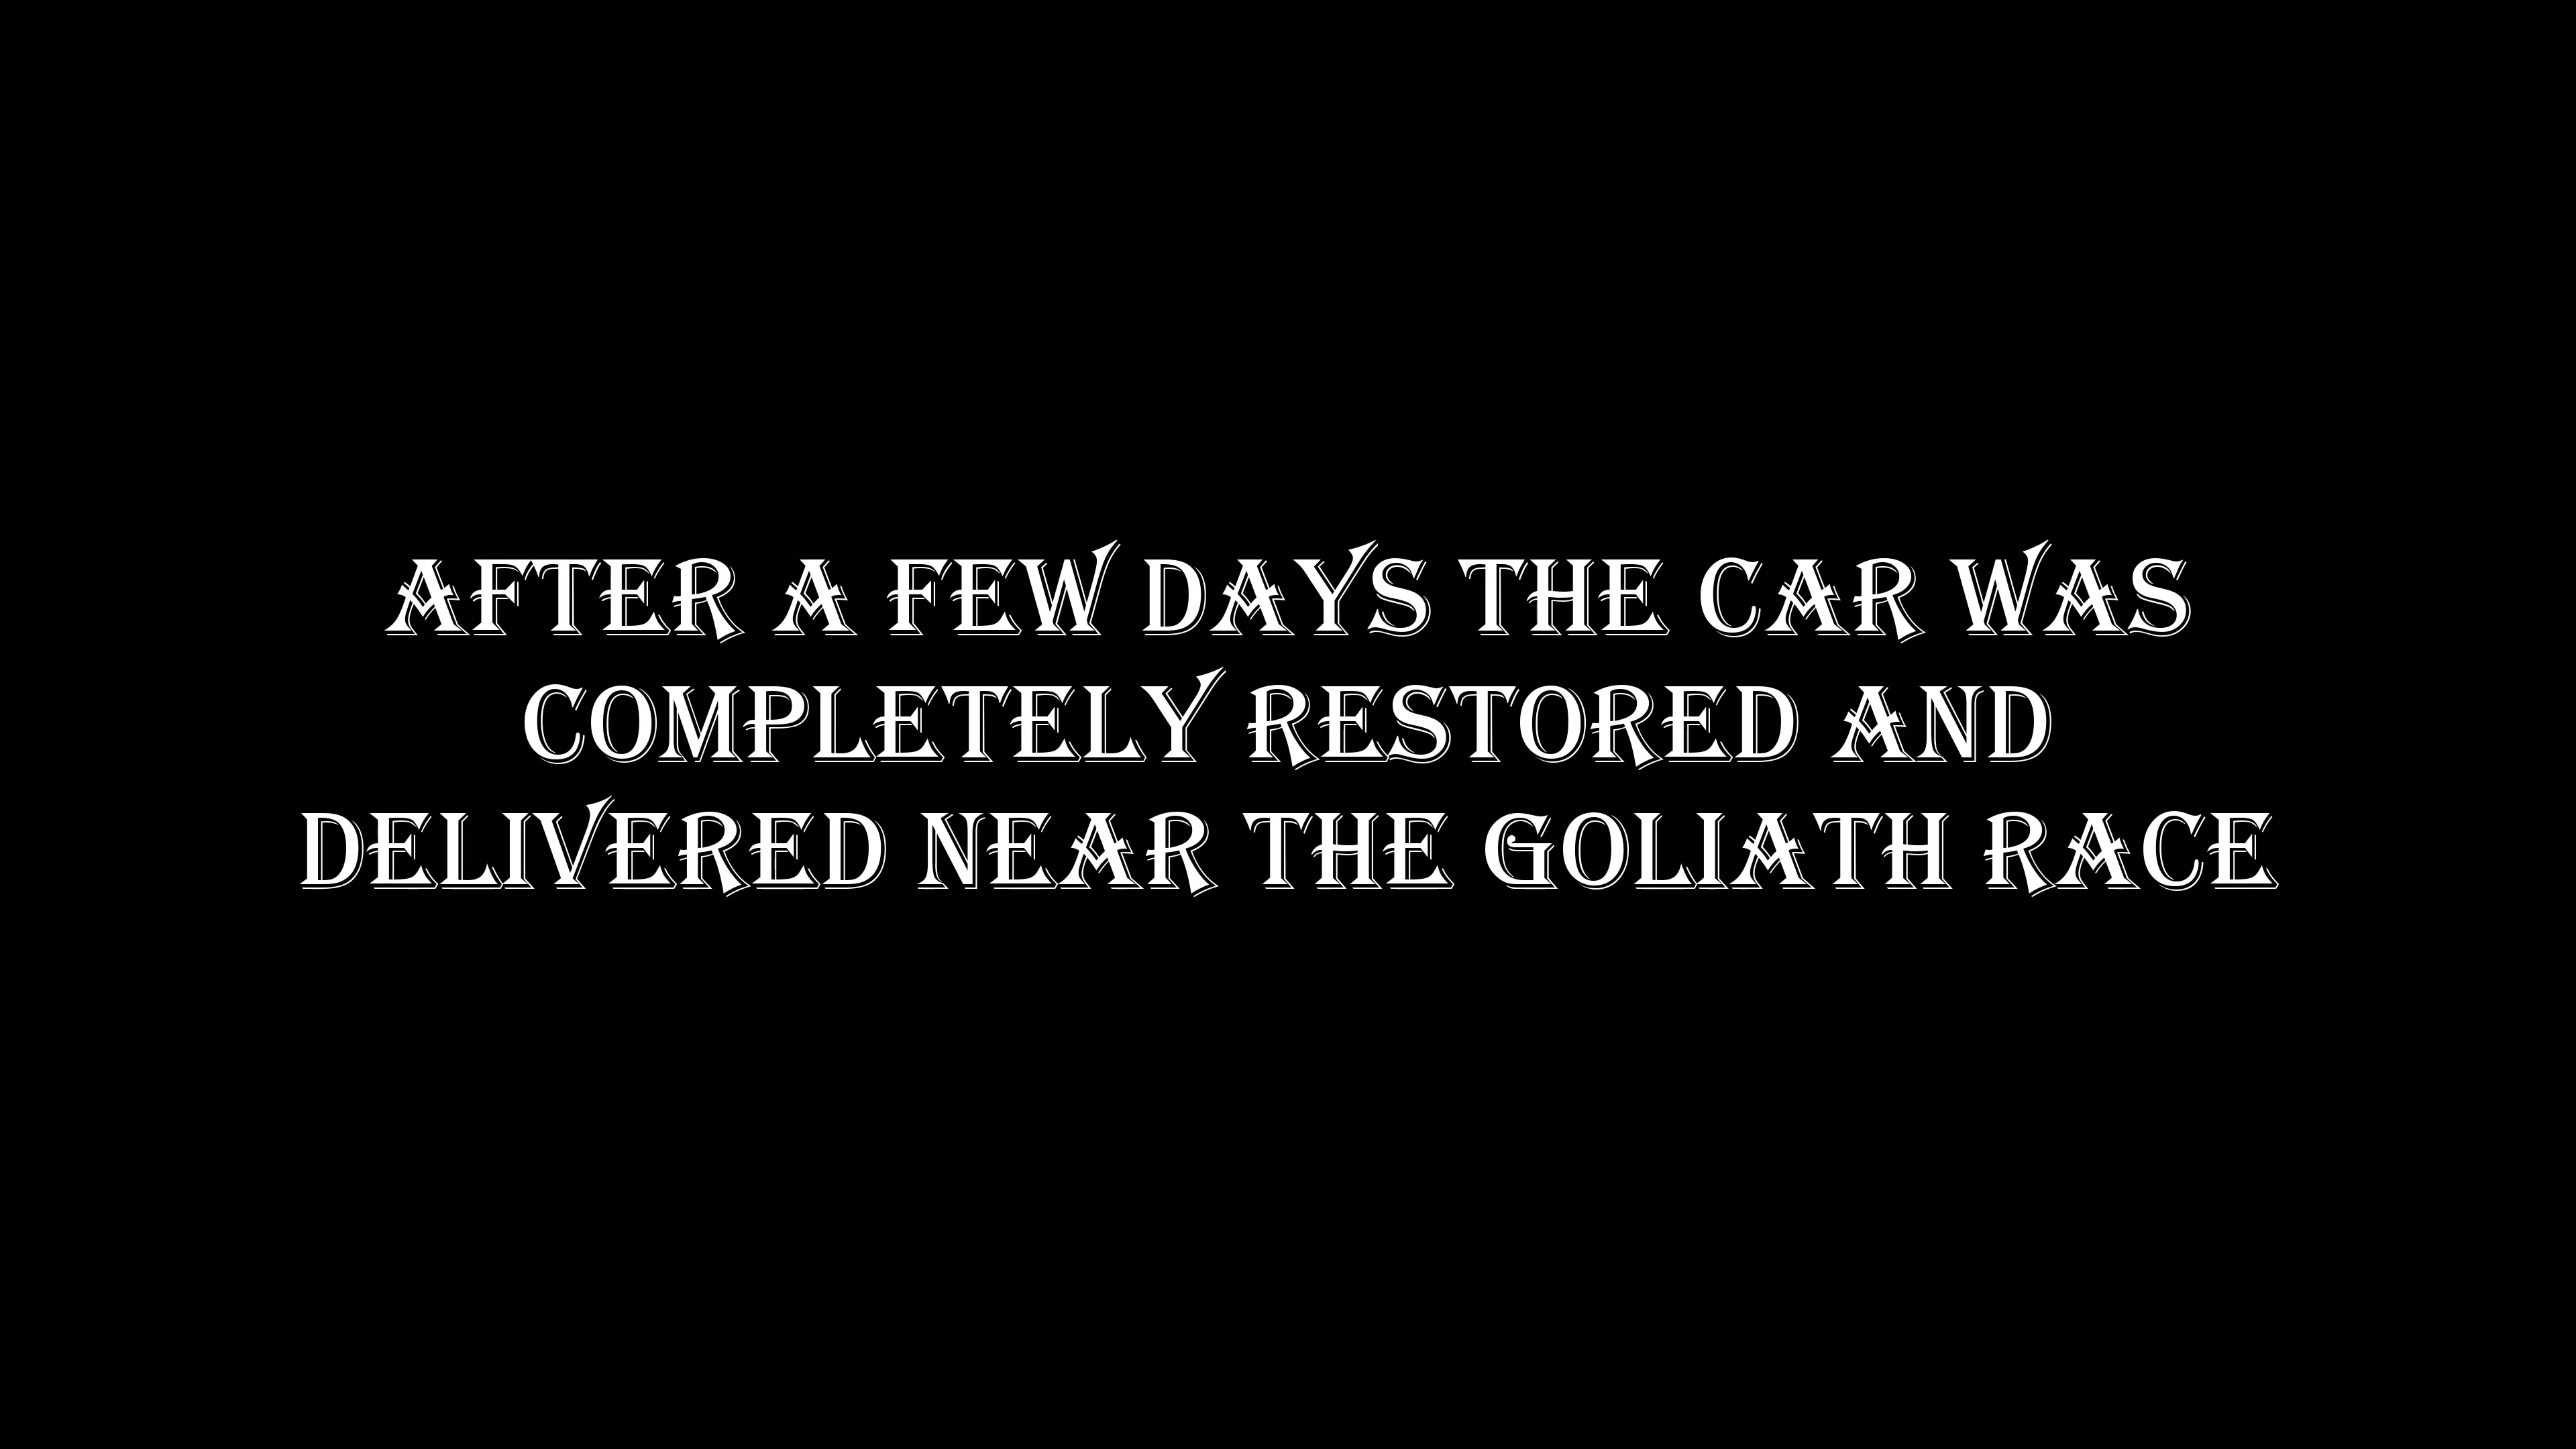 AFTER A FEW DAYS THE CAR WAS
COMPLETELY RESTORED AND
DELIVERED NEAR THE GOLIATH RACE